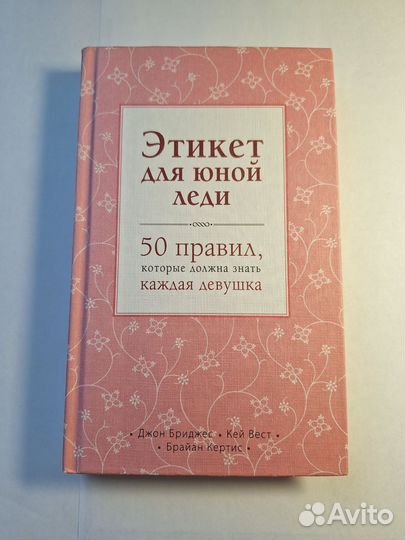 Этикет
для юной
леди
50 правил,
которые должна знать
каждая девушка
• Джон Бриджес • Кей Вест •
• Брайан Кертис •
Avito